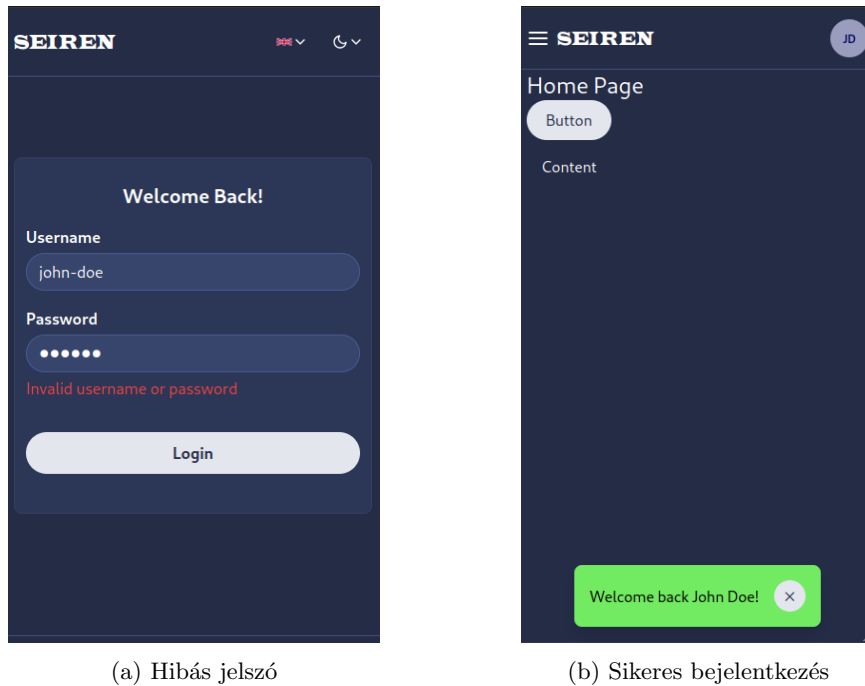 SEIREN
Welcome Back!
Username
john-doe
Password
Invalid username or password
Login
(a) Hibás jelszó
SEIREN
JD
Home Page
Button
Content
Welcome back John Doe!
(b) Sikeres bejelentkezés